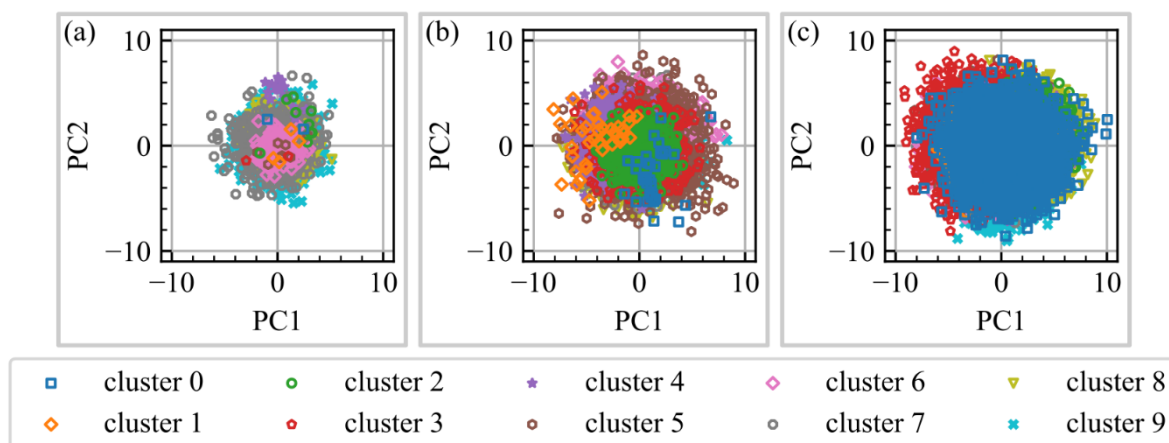 (a) (b) (c)
10 10 10
PC2 0 PC2 0 PC2 0
−10 −10 −10
−10 0 10 −10 0 10 −10 0 10
PC1 PC1 PC1
cluster 0 cluster 2 cluster 4 cluster 6 cluster 8
cluster 1 cluster 3 cluster 5 cluster 7 cluster 9